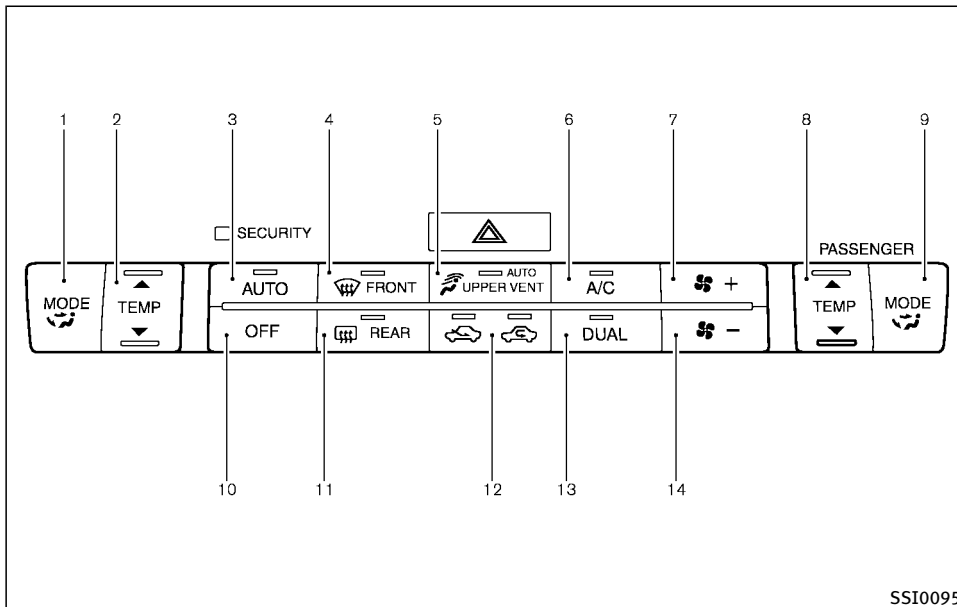 1 2 3 4 5 6 7 8 9
SECURITY
PASSENGER
MODE TEMP AUTO FRONT AUTO UPPER VENT A/C + TEMP MODE
OFF REAR DUAL −
10 11 12 13 14
SSI0095